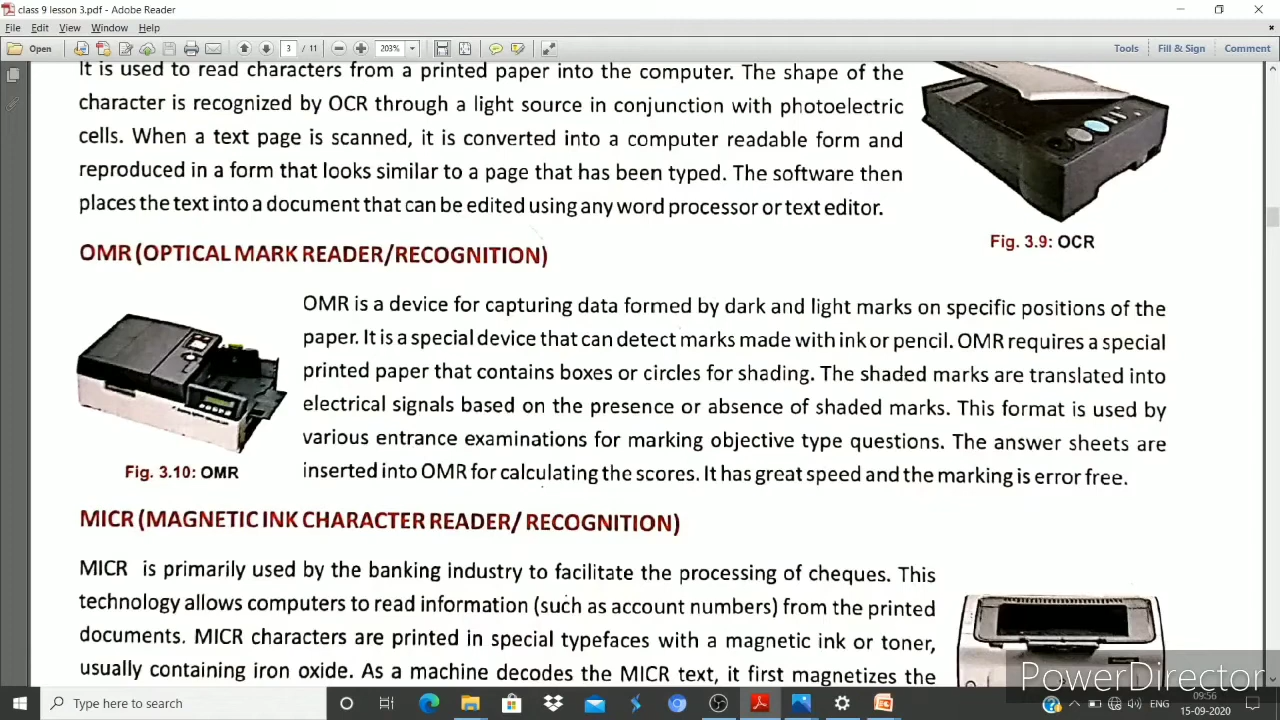 class 9 lesson 3.pdf - Adobe Reader
File Edit View Window Help
Open 3 / 11 203% Tools Fill & Sign Comment
It is used to read characters from a printed paper into the computer. The shape of the
character is recognized by OCR through a light source in conjunction with photoelectric
cells. When a text page is scanned, it is converted into a computer readable form and
reproduced in a form that looks similar to a page that has been typed. The software then
places the text into a document that can be edited using any word processor or text editor.
Fig. 3.9: OCR
OMR (OPTICAL MARK READER/RECOGNITION)
OMR is a device for capturing data formed by dark and light marks on specific positions of the
paper. It is a special device that can detect marks made with ink or pencil. OMR requires a special
printed paper that contains boxes or circles for shading. The shaded marks are translated into
electrical signals based on the presence or absence of shaded marks. This format is used by
various entrance examinations for marking objective type questions. The answer sheets are
inserted into OMR for calculating the scores. It has great speed and the marking is error free.
Fig. 3.10: OMR
MICR (MAGNETIC INK CHARACTER READER/ RECOGNITION)
MICR is primarily used by the banking industry to facilitate the processing of cheques. This
technology allows computers to read information (such as account numbers) from the printed
documents. MICR characters are printed in special typefaces with a magnetic ink or toner,
usually containing iron oxide. As a machine decodes the MICR text, it first magnetizes the
PowerDirector
Type here to search
ENG
09:56
15-09-2020